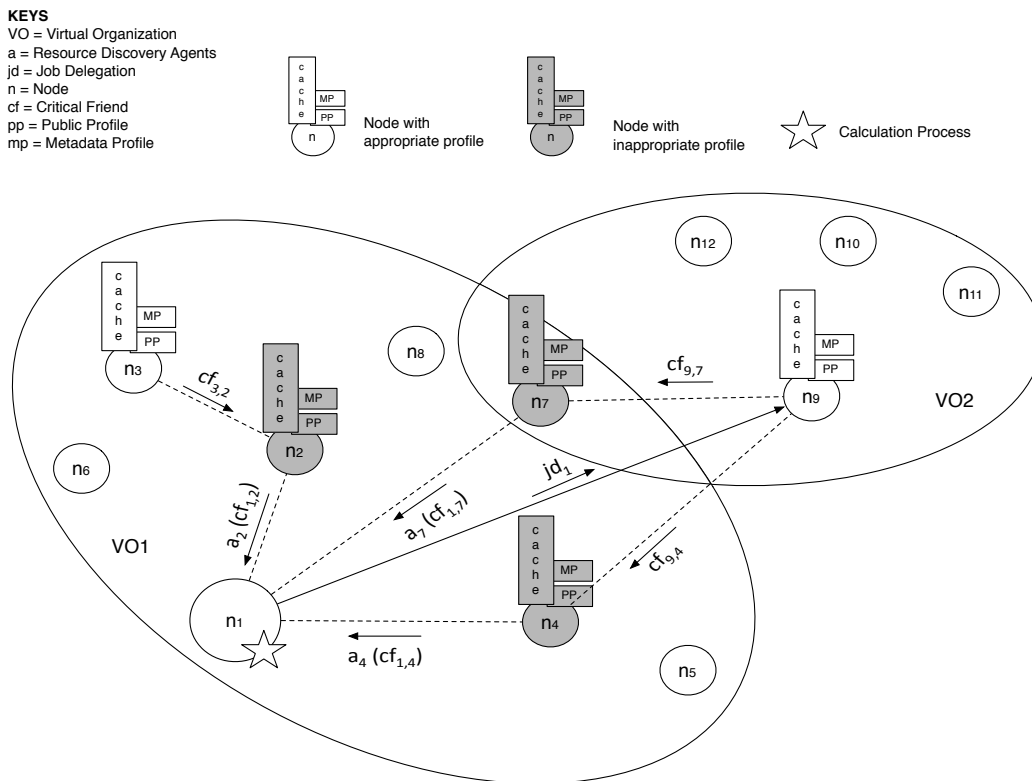 KEYS
VO = Virtual Organization
a = Resource Discovery Agents
jd = Job Delegation
n = Node
cf = Critical Friend
pp = Public Profile
mp = Metadata Profile
cache
MP
PP
n
Node with
appropriate profile
cache
MP
PP
n
Node with
inappropriate profile
Calculation Process
n12
n10
n11
cache
MP
PP
n3
cf3,2
cache
MP
PP
n2
n8
cache
MP
PP
n7
cf9,7
cache
MP
PP
n9
VO2
n6
a2 (cf1,2)
VO1
a7 (cf1,7)
jd1
cf9,4
cache
MP
PP
n4
n1
a4 (cf1,4)
n5